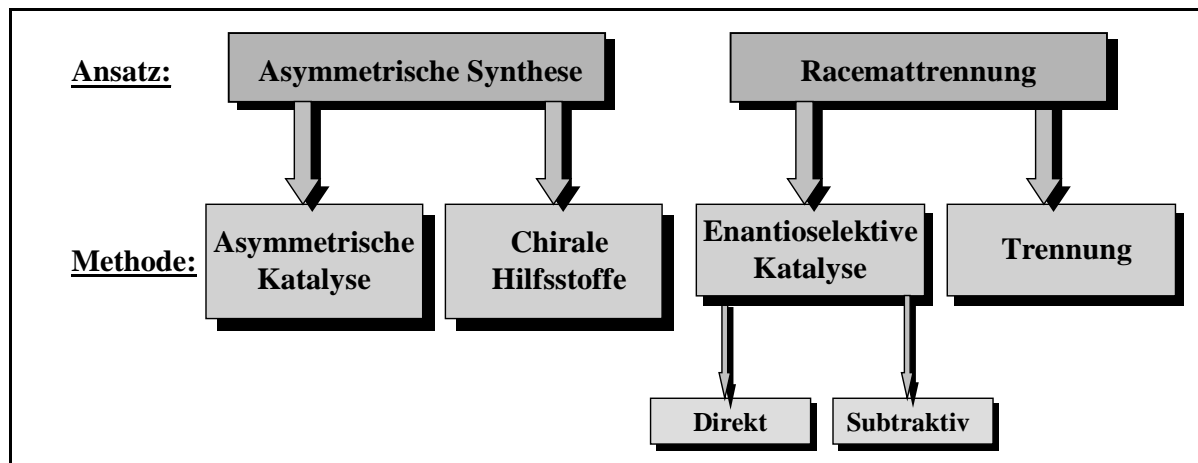 Ansatz:
Asymmetrische Synthese
Racemattrennung
Methode:
Asymmetrische
Katalyse
Chirale
Hilfsstoffe
Enantioselektive
Katalyse
Trennung
Direkt
Subtraktiv